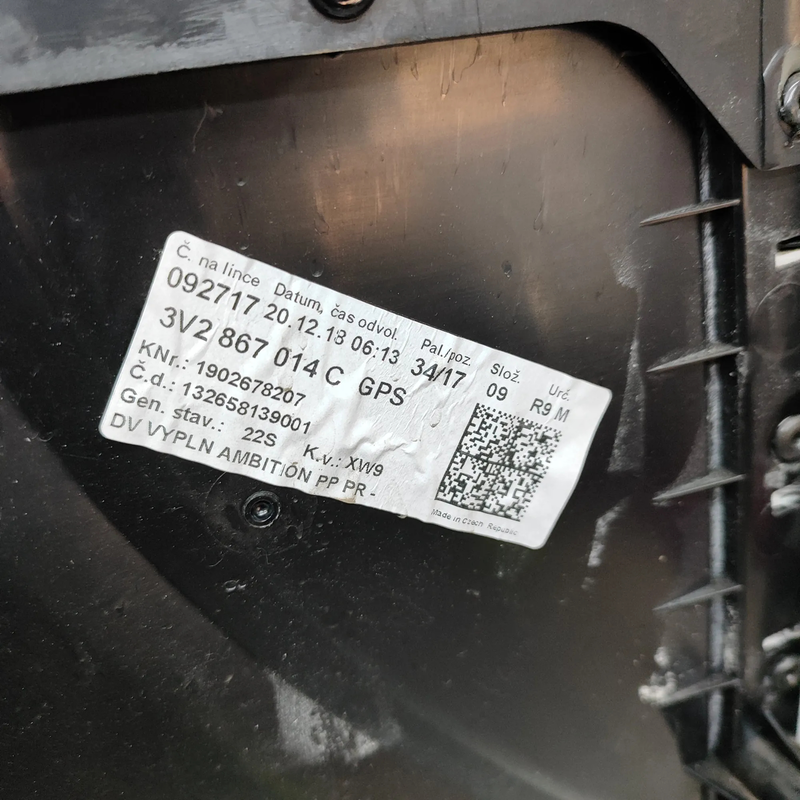 Č. na lince Datum, čas odvol. Pal./poz. Slož. Urč.
092717 20.12.18 06:13 34/17 09 R9 M
3V2 867 014 C GPS
KNr.: 1902678207
Č.d.: 132658139001
Gen. stav.: 22S K.v.: XW9
DV VYPLN AMBITION PP PR -
Made in Czech Republic